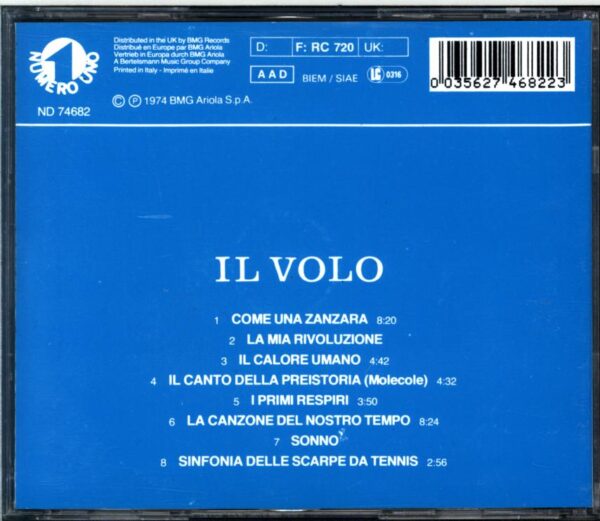 1
NUMERO UNO
ND 74682
Distributed in the UK by BMG Records
Distribué en Europe par BMG Ariola
Vertrieb in Europa durch BMG Ariola
A Bertelsmann Music Group Company
Printed in Italy - Imprimé en Italie
© ℗ 1974 BMG Ariola S.p.A.
D: F: RC 720 UK:
AAD BIEM / SIAE LC 0316
0 035627 468223
IL VOLO
1 COME UNA ZANZARA 8:20
2 LA MIA RIVOLUZIONE
3 IL CALORE UMANO 4:42
4 IL CANTO DELLA PREISTORIA (Molecole) 4:32
5 I PRIMI RESPIRI 3:50
6 LA CANZONE DEL NOSTRO TEMPO 8:24
7 SONNO
8 SINFONIA DELLE SCARPE DA TENNIS 2:56